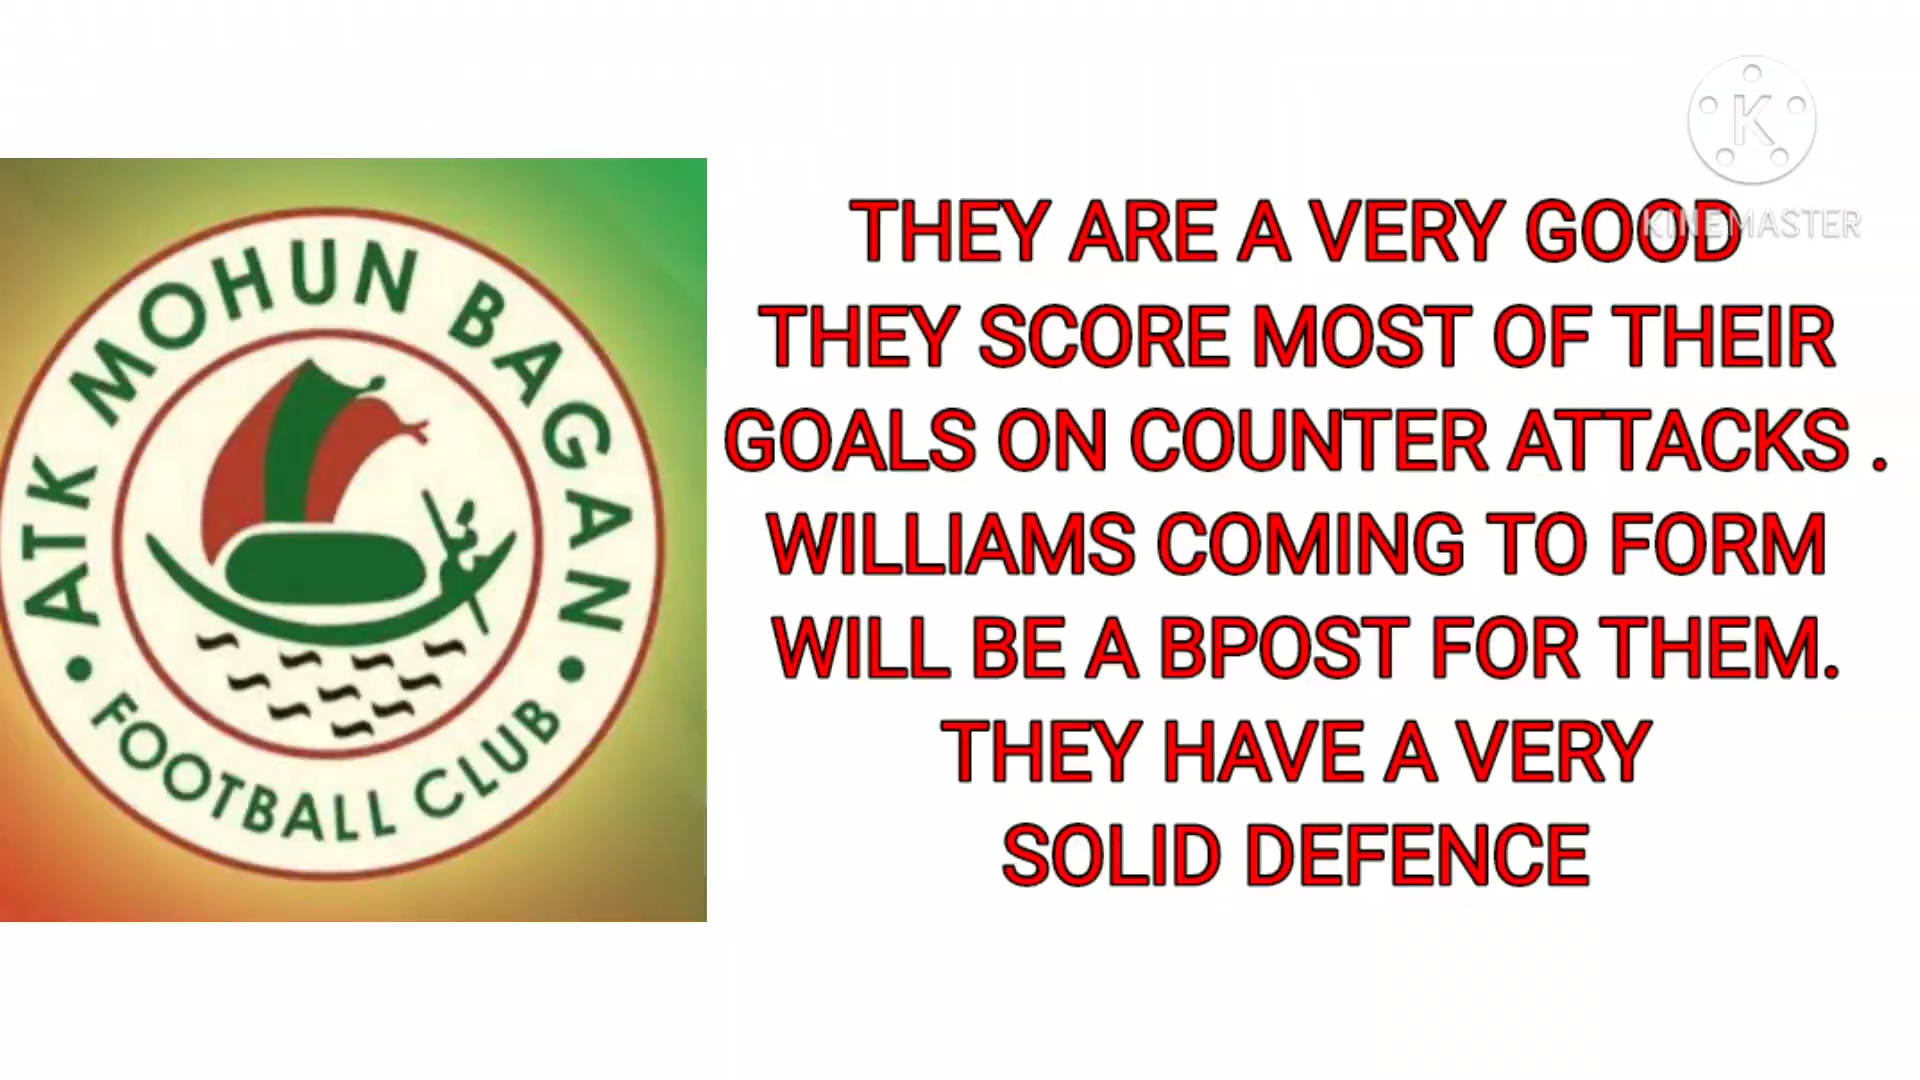 ATK MOHUN BAGAN
FOOTBALL CLUB
K
KINEMASTER
THEY ARE A VERY GOOD
THEY SCORE MOST OF THEIR
GOALS ON COUNTER ATTACKS .
WILLIAMS COMING TO FORM
WILL BE A BPOST FOR THEM.
THEY HAVE A VERY
SOLID DEFENCE